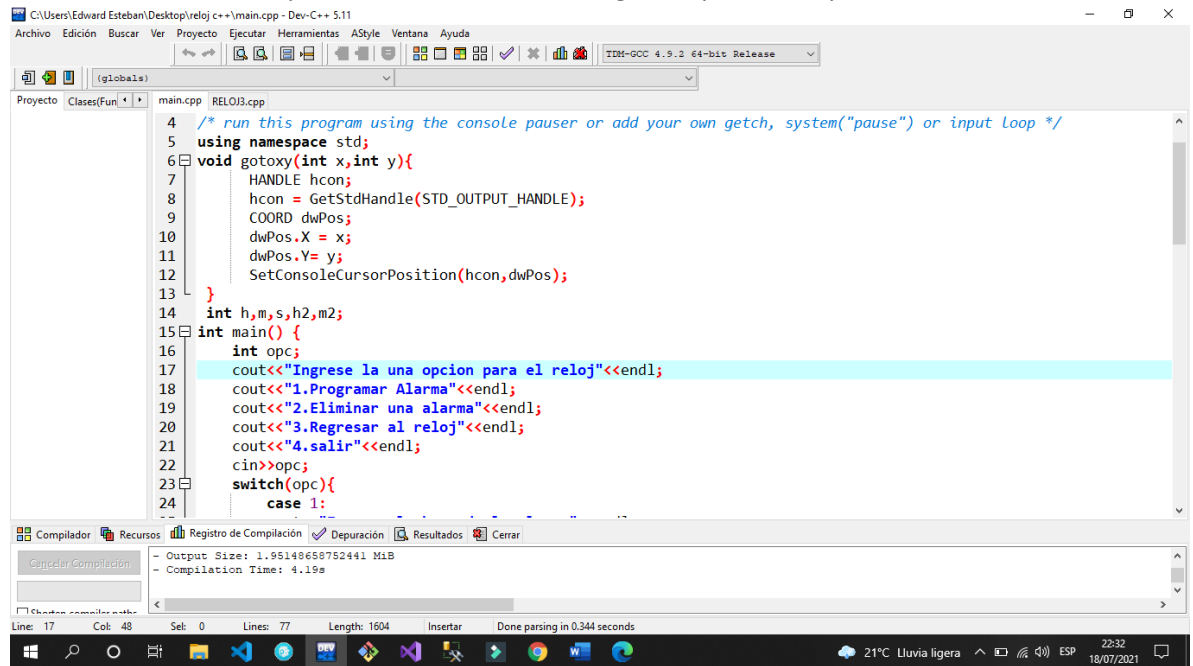 C:\Users\Edward Esteban\Desktop\reloj c++\main.cpp - Dev-C++ 5.11
Archivo Edición Buscar Ver Proyecto Ejecutar Herramientas AStyle Ventana Ayuda
TDM-GCC 4.9.2 64-bit Release
(globals)
Proyecto Clases(Fun main.cpp RELOJ3.cpp
4 /* run this program using the console pauser or add your own getch, system("pause") or input loop */
5 using namespace std;
6 void gotoxy(int x,int y){
7 HANDLE hcon;
8 hcon = GetStdHandle(STD_OUTPUT_HANDLE);
9 COORD dwPos;
10 dwPos.X = x;
11 dwPos.Y= y;
12 SetConsoleCursorPosition(hcon,dwPos);
13 }
14 int h,m,s,h2,m2;
15 int main() {
16 int opc;
17 cout<<"Ingrese la una opcion para el reloj"<<endl;
18 cout<<"1.Programar Alarma"<<endl;
19 cout<<"2.Eliminar una alarma"<<endl;
20 cout<<"3.Regresar al reloj"<<endl;
21 cout<<"4.salir"<<endl;
22 cin>>opc;
23 switch(opc){
24 case 1:
Compilador Recursos Registro de Compilación Depuración Resultados Cerrar
Cancelar Compilación
- Output Size: 1.95148658752441 MiB
- Compilation Time: 4.19s
Line: 17 Col: 48 Sel: 0 Lines: 77 Length: 1604 Insertar Done parsing in 0.344 seconds
21°C Lluvia ligera ESP 22:32
18/07/2021